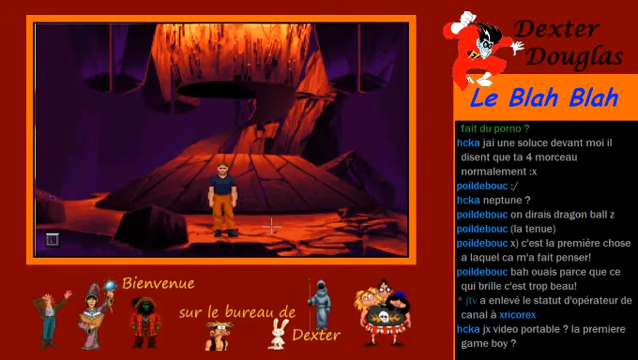 Dexter
Douglas
Le Blah Blah
fait du porno ?
hcka jai une soluce devant moi il
disent que ta 4 morceau
normalement :x
poildebouc :/
hcka neptune ?
poildebouc on dirais dragon ball z
poildebouc (la tenue)
poildebouc x) c'est la première chose
a laquel ca m'a fait penser!
poildebouc bah ouais parce que ce
qui brille c'est trop beau!
* jtv a enlevé le statut d'opérateur de
canal à xricorex
hcka jx video portable ? la premiere
game boy ?
Bienvenue
sur le bureau de
Dexter